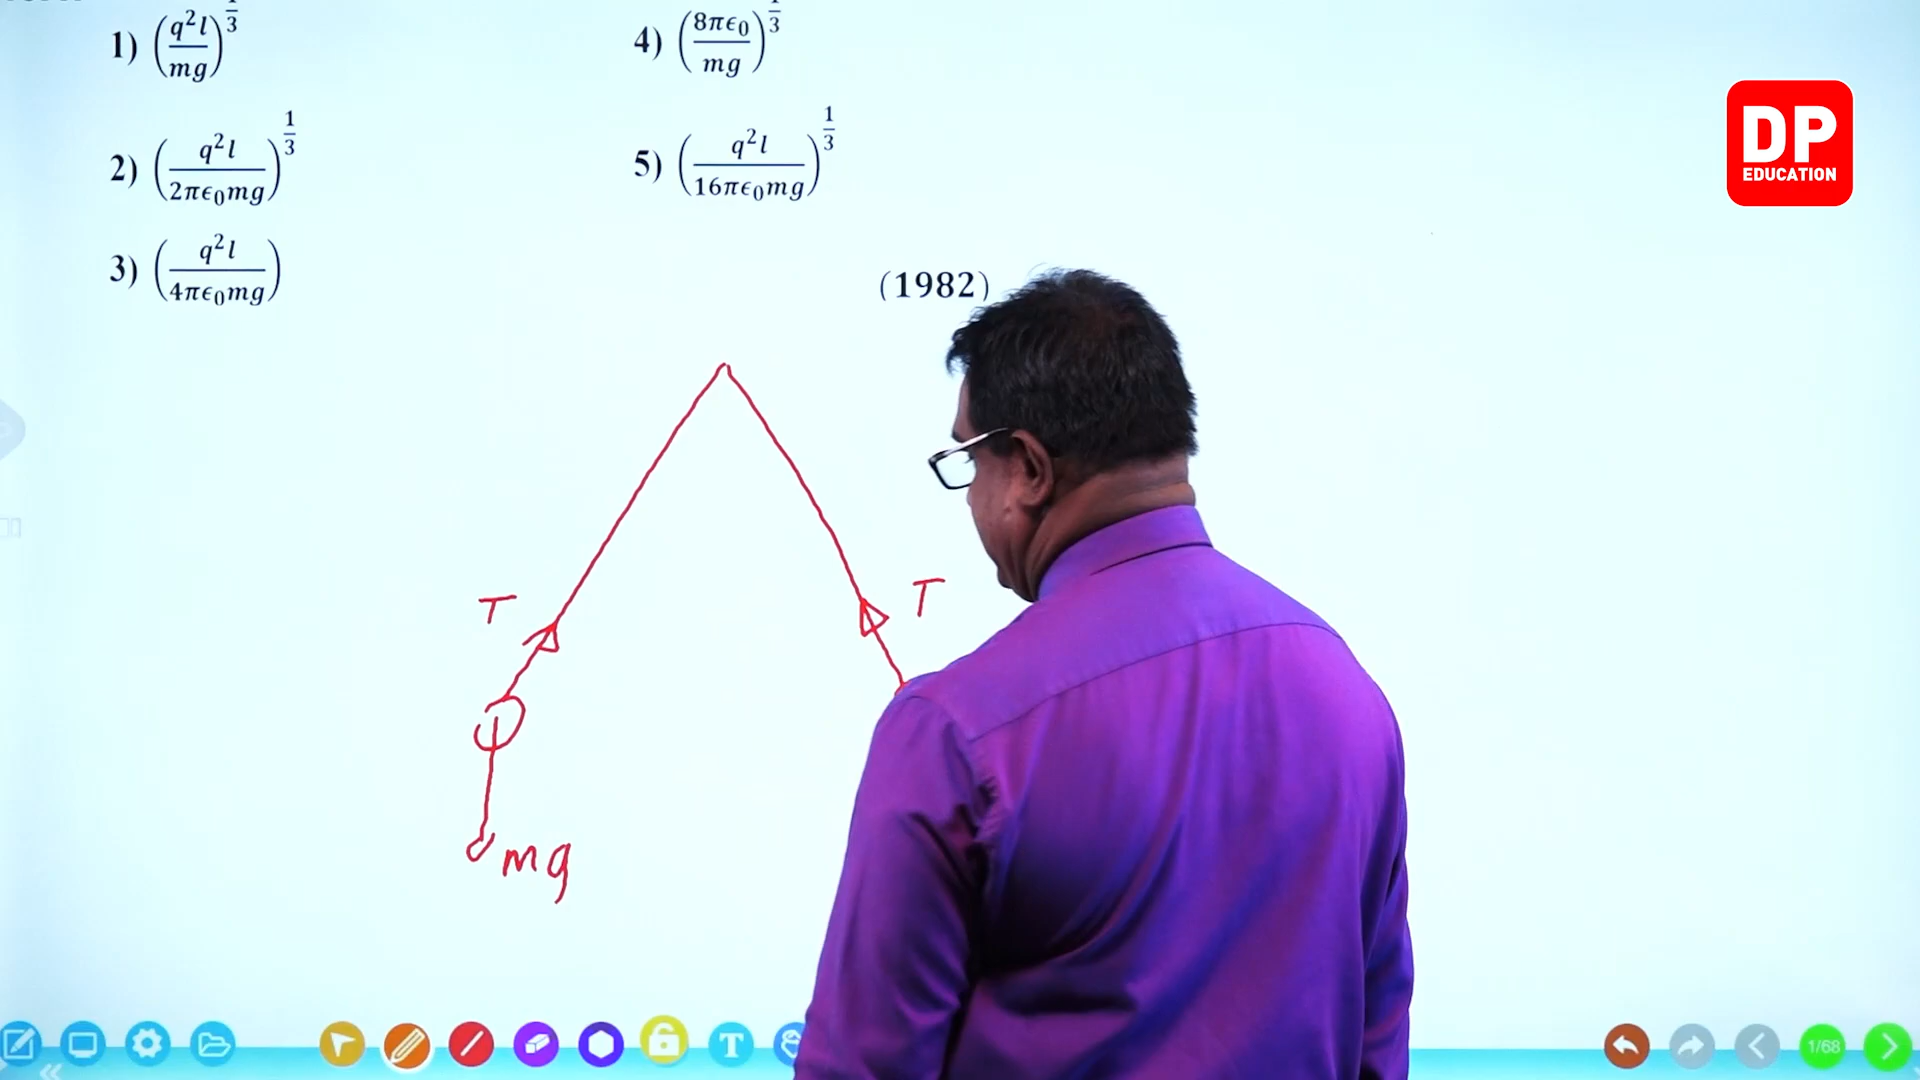 1) (q²l/mg)^(1/3)
4) (8πϵ₀/mg)^(1/3)
2) (q²l/2πϵ₀mg)^(1/3)
5) (q²l/16πϵ₀mg)^(1/3)
3) (q²l/4πϵ₀mg)
(1982)
T
T
mg
DP
EDUCATION
T
1/68